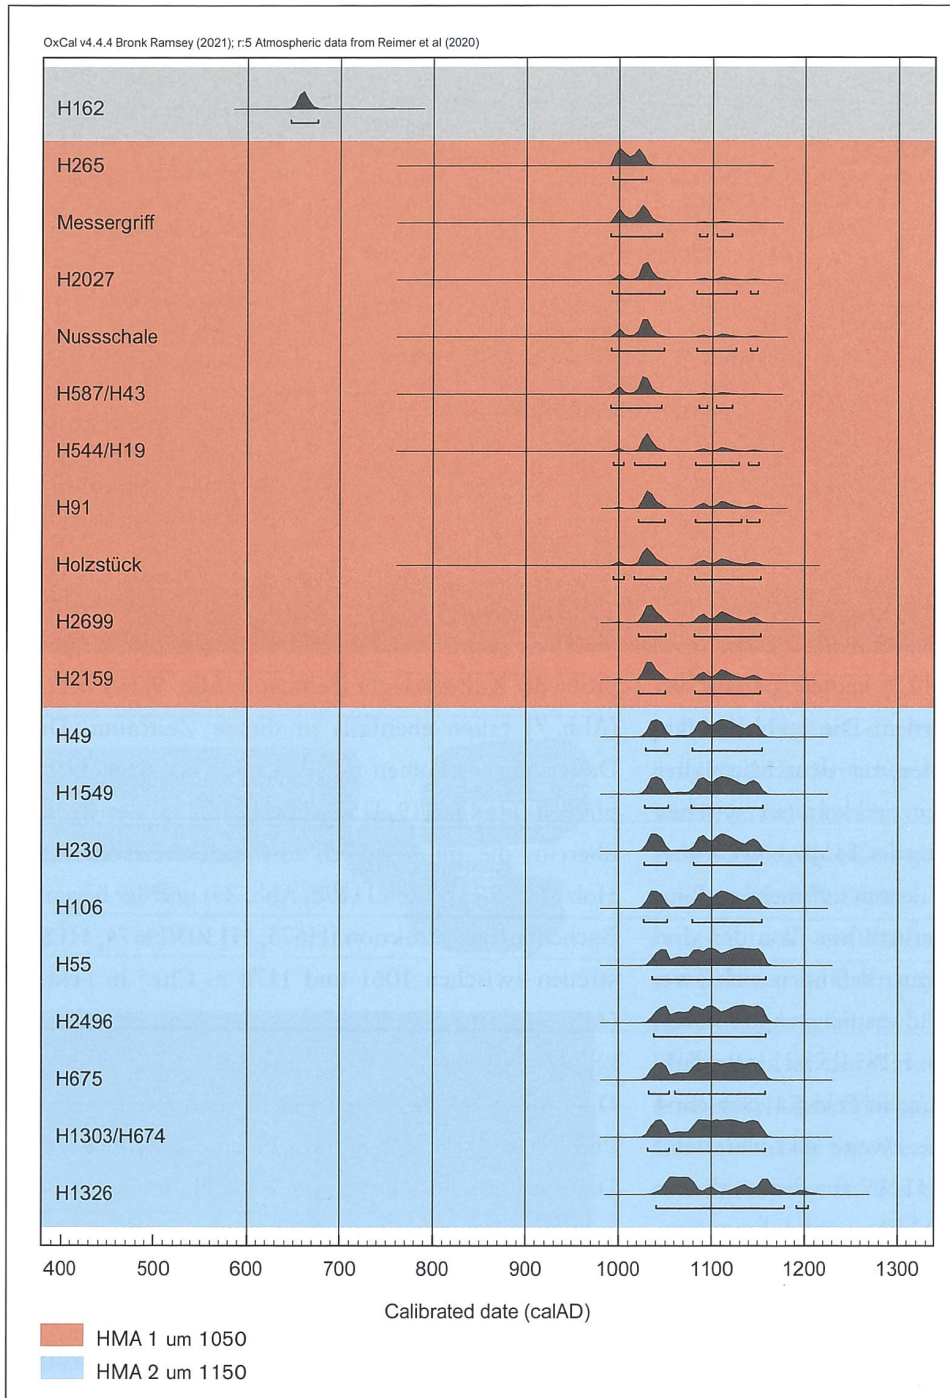 OxCal v4.4.4 Bronk Ramsey (2021); r:5 Atmospheric data from Reimer et al (2020)
H162
H265
Messergriff
H2027
Nussschale
H587/H43
H544/H19
H91
Holzstück
H2699
H2159
H49
H1549
H230
H106
H55
H2496
H675
H1303/H674
H1326
400 500 600 700 800 900 1000 1100 1200 1300
Calibrated date (calAD)
HMA 1 um 1050
HMA 2 um 1150